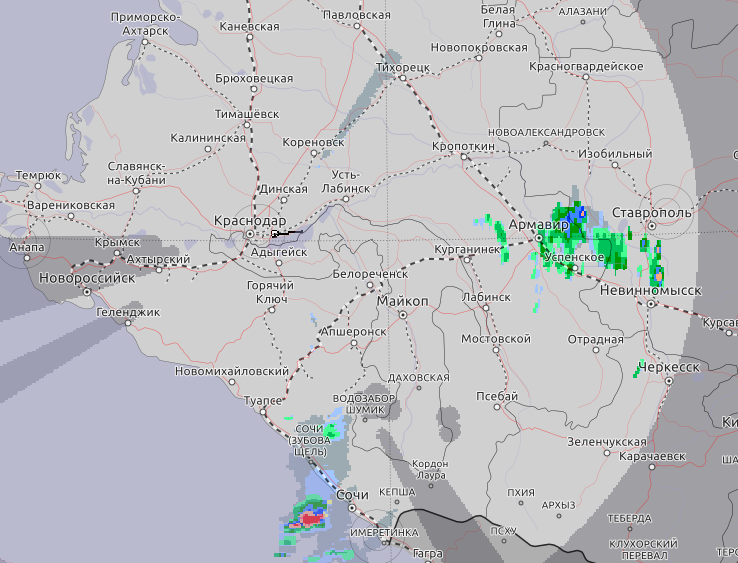 Приморско-
Ахтарск
Каневская
Павловская
Белая
Глина
АЛАЗАНИ
Новопокровская
Тихорецк
Красногвардейское
Брюховецкая
Тимашёвск
Калининская
Кореновск
Кропоткин
НОВОАЛЕКСАНДРОВСК
Изобильный
Темрюк
Славянск-
на-Кубани
Усть-
Лабинск
Динская
Варениковская
Краснодар
Армавир
Ставрополь
Анапа
Крымск
Ахтырский
Адыгейск
Курганинск
Успенское
Новороссийск
Белореченск
Горячий
Ключ
Невинномысск
Майкоп
Лабинск
Геленджик
Апшеронск
Мостовской
Отрадная
Курсав
Новомихайловский
ДАХОВСКАЯ
Черкесск
Туапсе
ВОДОЗАБОР
ШУМИК
Псебай
СОЧИ
(ЗУБОВА
ЩЕЛЬ)
Зеленчукская
Ки
Карачаевск
Кордон
Лаура
Сочи
КЕПША
ПХИЯ
АРХЫЗ
ИМЕРЕТИНКА
ПСХУ
ТЕБЕРДА
КЛУХОРСКИЙ
ПЕРЕВАЛ
Гагра